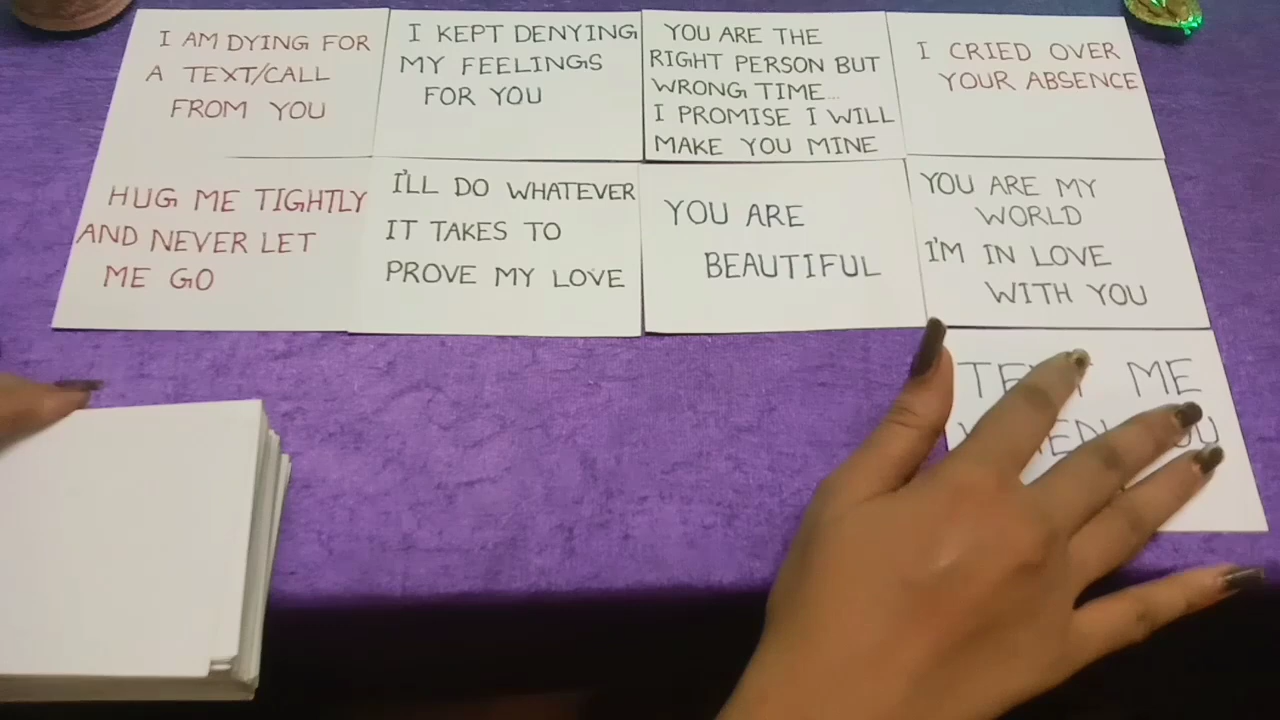 I AM DYING FOR
A TEXT/CALL
FROM YOU
I KEPT DENYING
MY FEELINGS
FOR YOU
YOU ARE THE
RIGHT PERSON BUT
WRONG TIME...
I PROMISE I WILL
MAKE YOU MINE
I CRIED OVER
YOUR ABSENCE
HUG ME TIGHTLY
AND NEVER LET
ME GO
I'LL DO WHATEVER
IT TAKES TO
PROVE MY LOVE
YOU ARE
BEAUTIFUL
YOU ARE MY
WORLD
I'M IN LOVE
WITH YOU
ME